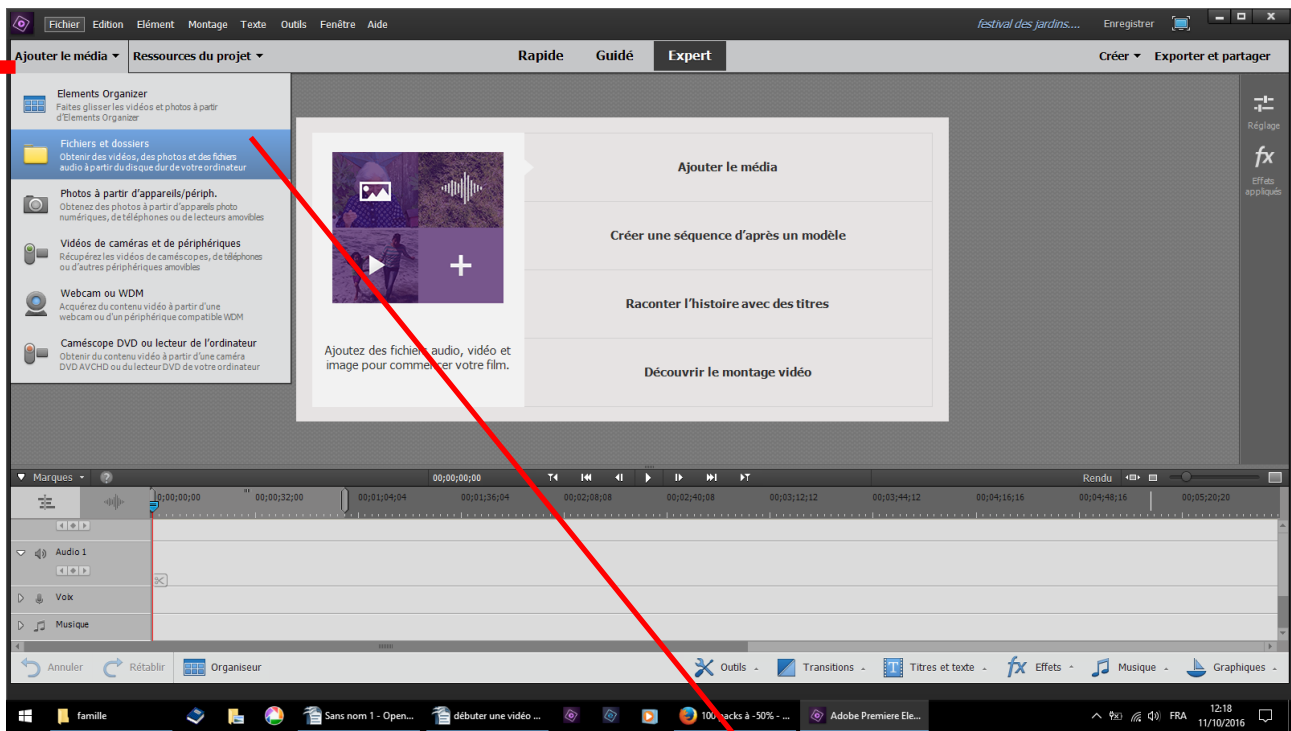 Fichier Edition Elément Montage Texte Outils Fenêtre Aide
festival des jardins.... Enregistrer
Ajouter le média Ressources du projet
Rapide Guidé Expert
Créer Exporter et partager
Elements Organizer
Faites glisser les vidéos et photos à partir
d'Elements Organizer
Fichiers et dossiers
Obtenir des vidéos, des photos et des fichiers
audio à partir du disque dur de votre ordinateur
Photos à partir d'appareils/périph.
Obtenez des photos à partir d'appareils photo
numériques, de téléphones ou de lecteurs amovibles
Vidéos de caméras et de périphériques
Récupérez les vidéos de caméscopes, de téléphones
ou d'autres périphériques amovibles
Webcam ou WDM
Acquérez du contenu vidéo à partir d'une
webcam ou d'un périphérique compatible WDM
Caméscope DVD ou lecteur de l'ordinateur
Obtenir du contenu vidéo à partir d'une caméra
DVD AVCHD ou du lecteur DVD de votre ordinateur
Ajoutez des fichiers audio, vidéo et
image pour commencer votre film.
Ajouter le média
Créer une séquence d'après un modèle
Raconter l'histoire avec des titres
Découvrir le montage vidéo
Réglage
fx
Effets
appliqués
Marques ? 00;00;00;00 Rendu
0;00;00;00 00;00;32;00 00;01;04;04 00;01;36;04 00;02;08;08 00;02;40;08 00;03;12;12 00;03;44;12 00;04;16;16 00;04;48;16 00;05;20;20
Audio 1
Voix
Musique
Annuler Rétablir Organiseur Outils Transitions Titres et texte fx Effets Musique Graphiques
famille Sans nom 1 - Open... débuter une vidéo ... 100 packs à -50% - ... Adobe Premiere Ele... FRA 12:18
11/10/2016